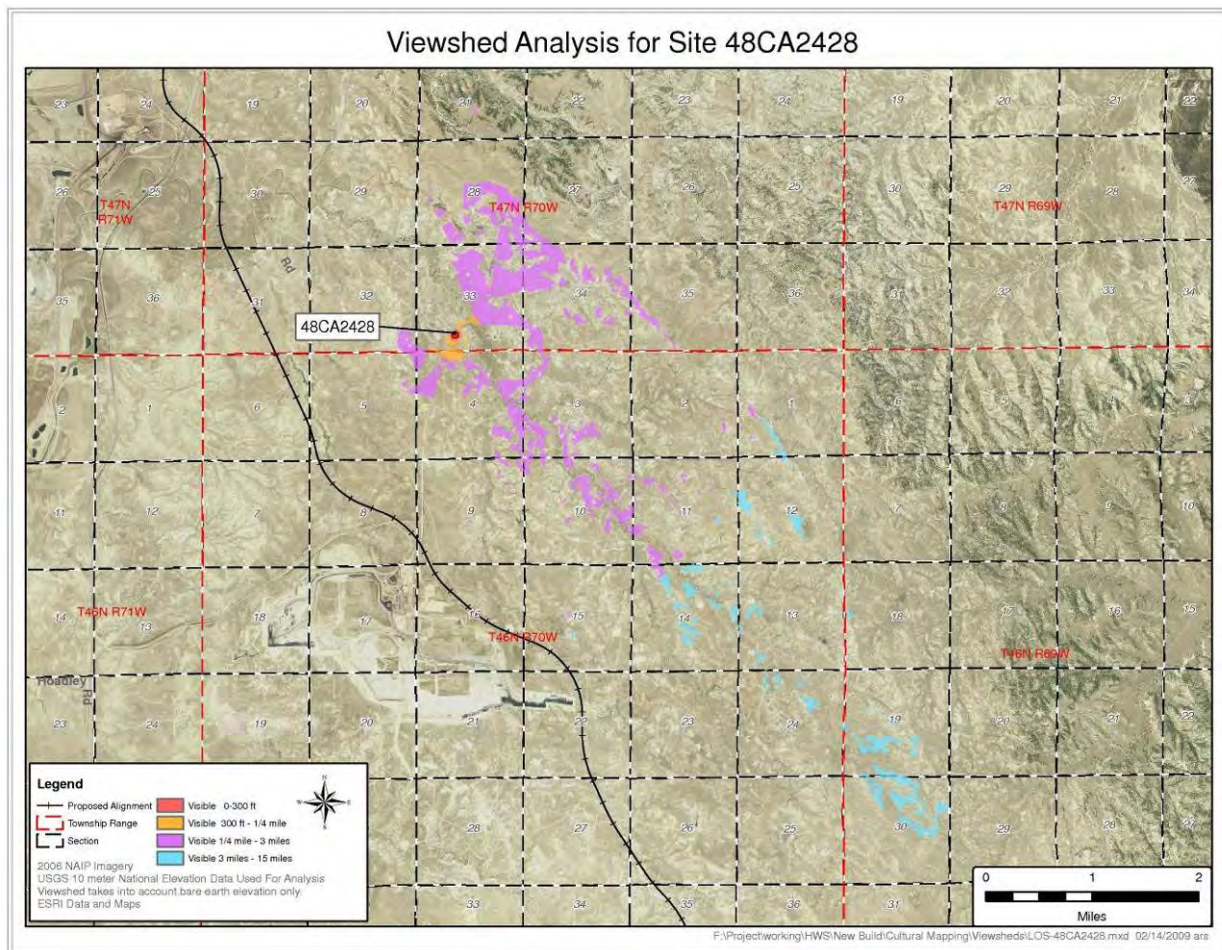 Viewshed Analysis for Site 48CA2428
23 24 19 20 21 22 23 24 19 20 21 22
26 25 30 29 28 27 26 25 30 29 28 27
T47N R71W
T47N R70W
T47N R69W
Rd
35 36 31 32 33 34 35 36 31 32 33 34
48CA2428
2 1 6 5 4 3 2 1 6 5 4 3
11 12 7 8 9 10 11 12 7 8 9 10
14 13 18 17 16 15 14 13 18 17 16 15
T46N R71W
T46N R70W
T46N R69W
Hoadley Rd
23 24 19 20 21 22 23 24 19 20 21 22
28 27 26 25 30 29 28 27
33 34 35 36 31 32 33
Legend
Proposed Alignment
Township Range
Section
Visible 0-300 ft
Visible 300 ft - 1/4 mile
Visible 1/4 mile - 3 miles
Visible 3 miles - 15 miles
N
W E
S
2006 NAIP Imagery
USGS 10 meter National Elevation Data Used For Analysis
Viewshed takes into account bare earth elevation only
ESRI Data and Maps
0 1 2
Miles
F:\Project\working\HWS\New Build\Cultural Mapping\Viewsheds\LOS-48CA2428.mxd 02/14/2009 ars